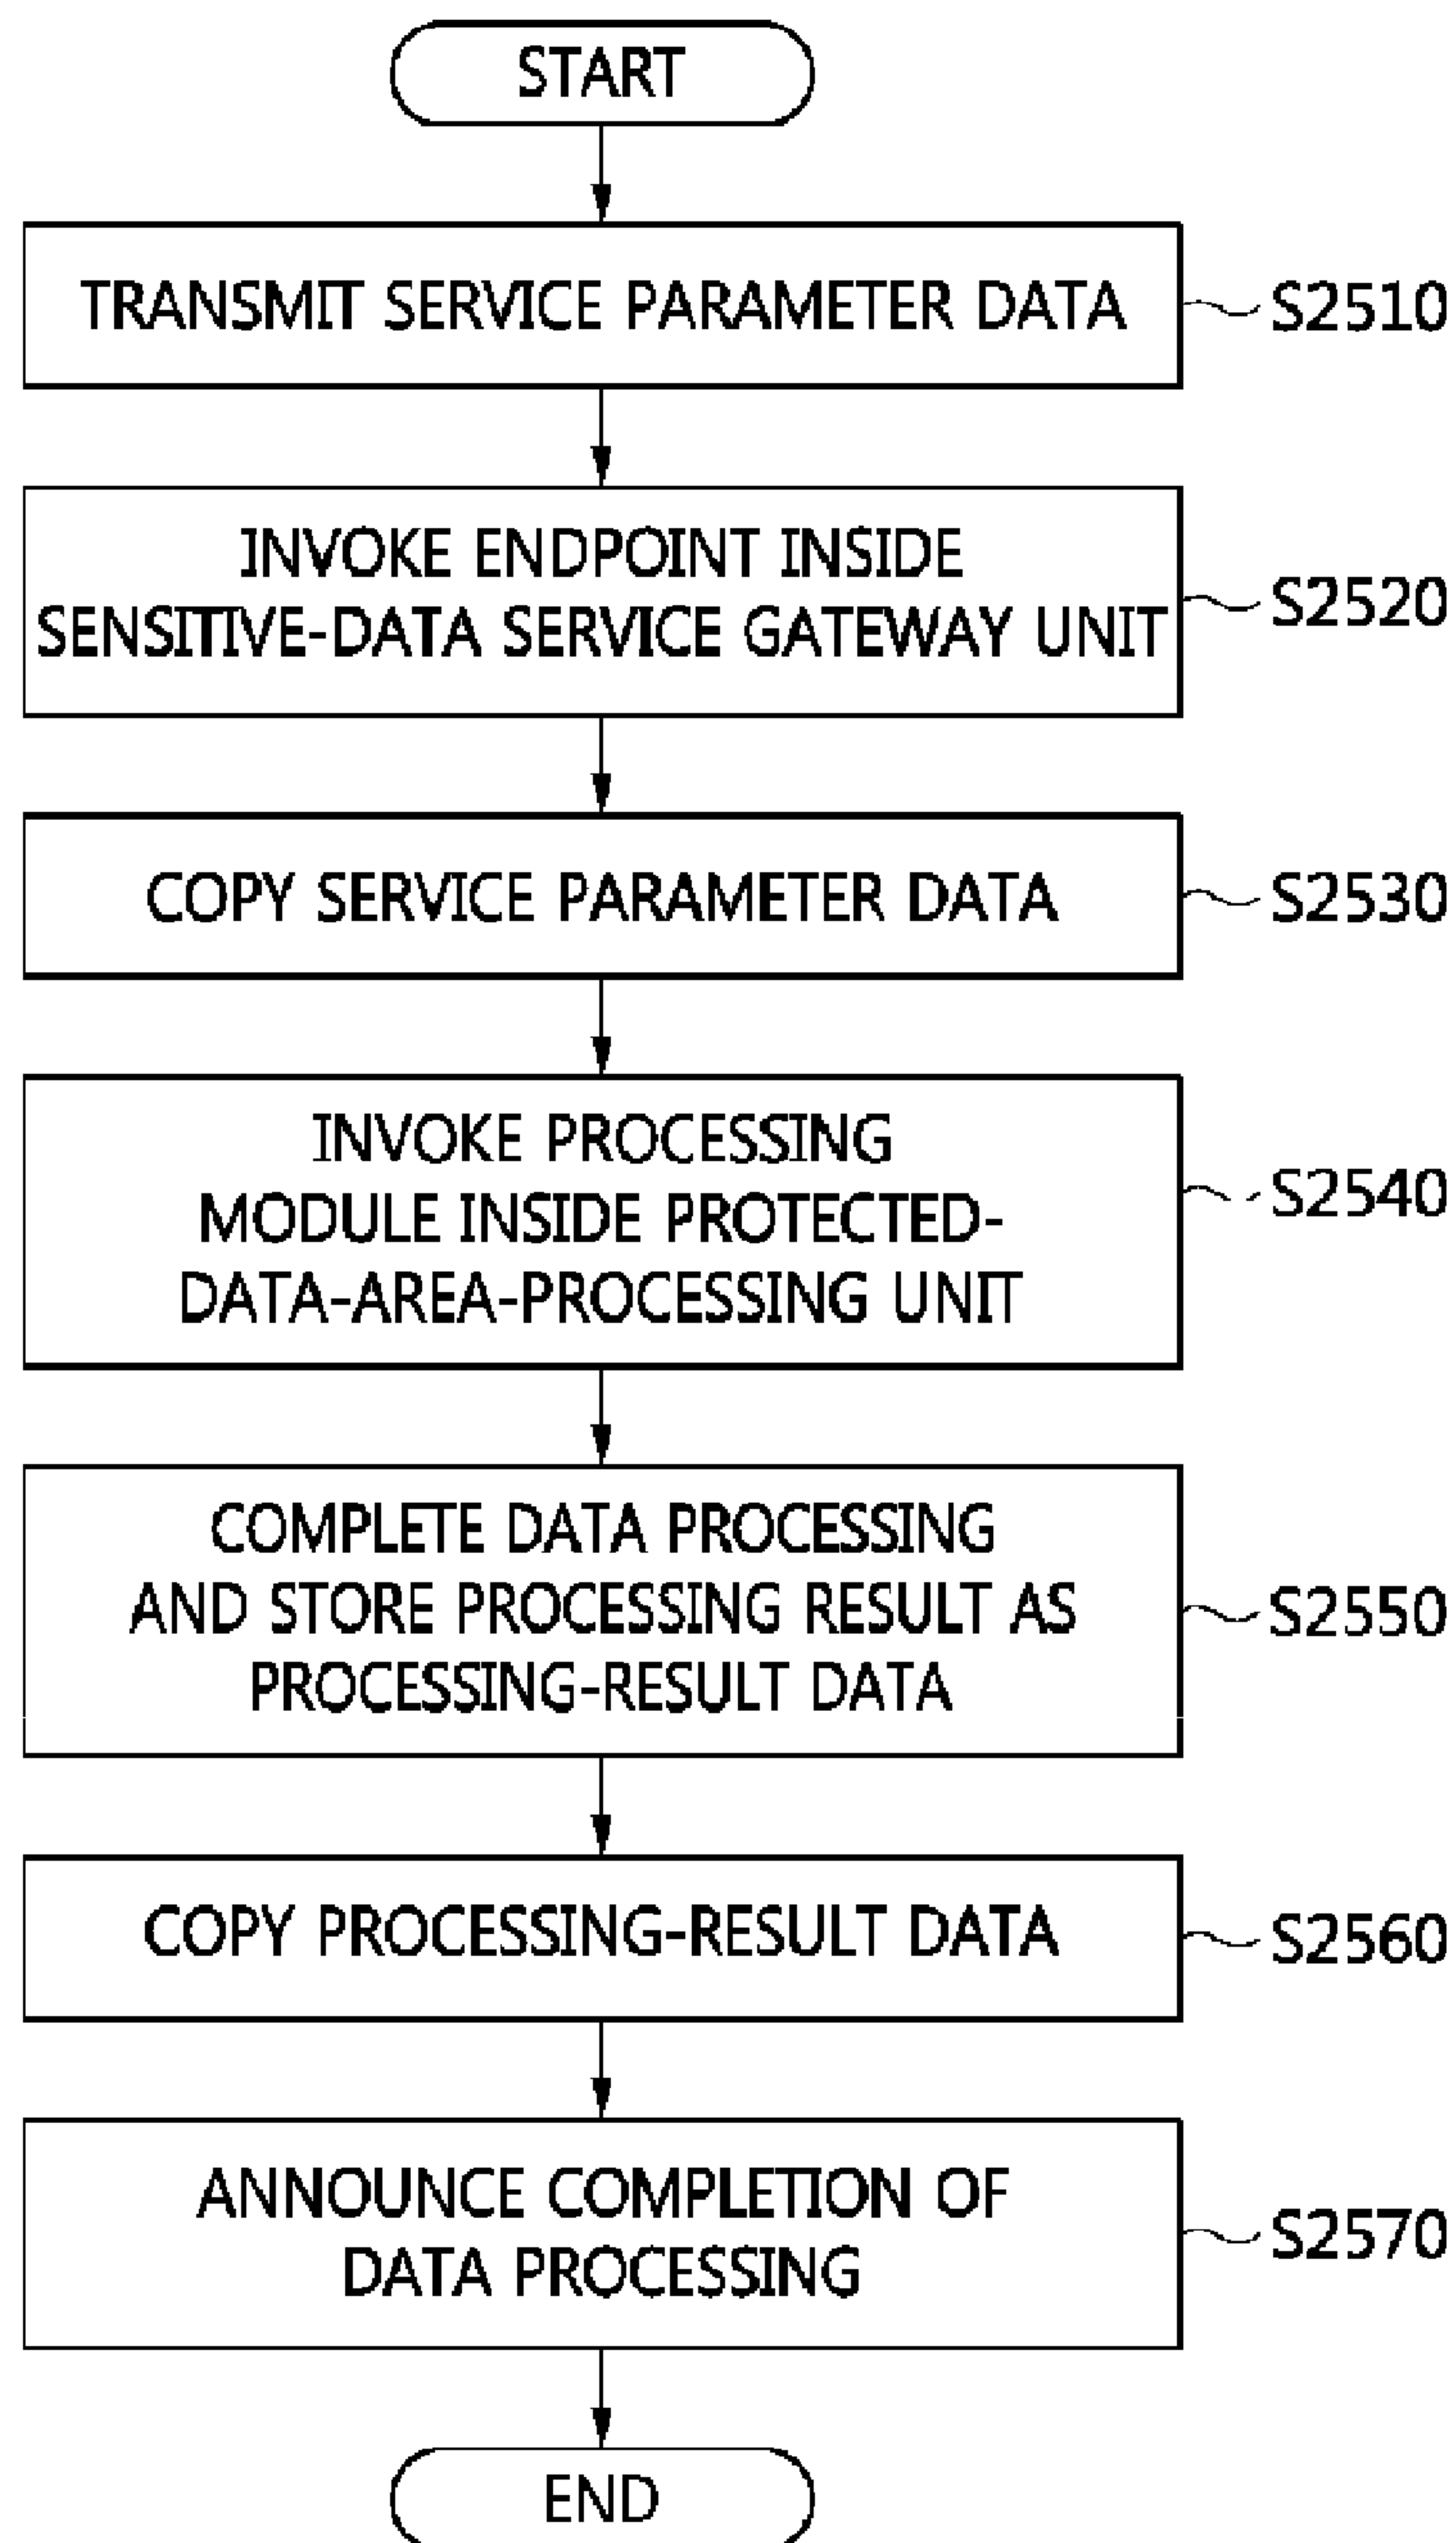 START
TRANSMIT SERVICE PARAMETER DATA
S2510
INVOKE ENDPOINT INSIDE
SENSITIVE-DATA SERVICE GATEWAY UNIT
S2520
COPY SERVICE PARAMETER DATA
S2530
INVOKE PROCESSING
MODULE INSIDE PROTECTED-
DATA-AREA-PROCESSING UNIT
S2540
COMPLETE DATA PROCESSING
AND STORE PROCESSING RESULT AS
PROCESSING-RESULT DATA
S2550
COPY PROCESSING-RESULT DATA
S2560
ANNOUNCE COMPLETION OF
DATA PROCESSING
S2570
END